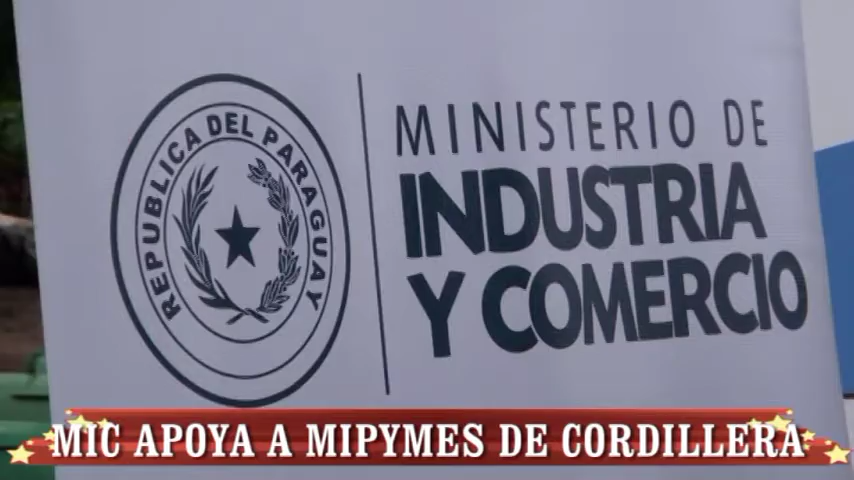 REPUBLICA DEL PARAGUAY
MINISTERIO DE
INDUSTRIA
Y COMERCIO
MIC APOYA A MIPYMES DE CORDILLERA